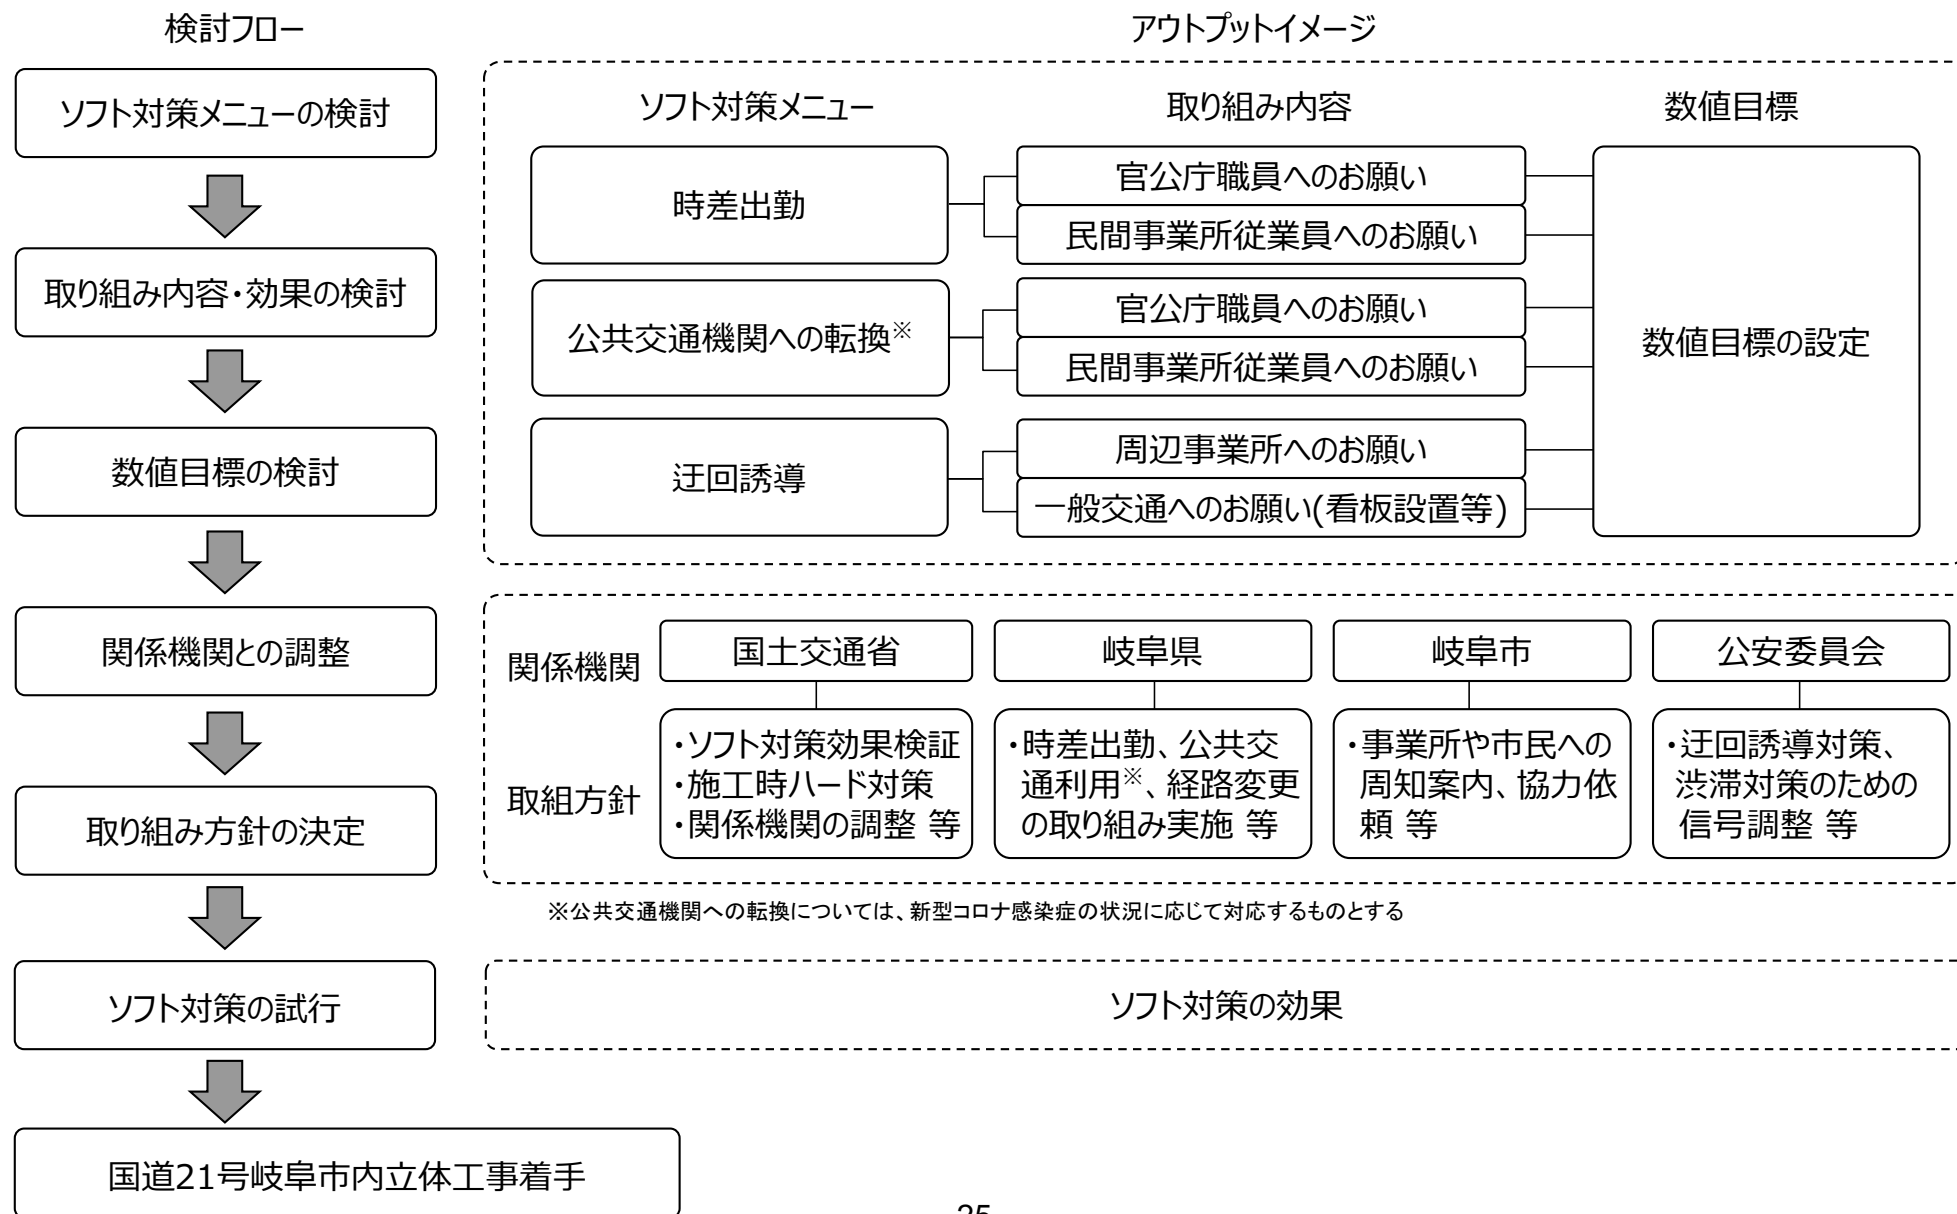 検討フロー
ソフト対策メニューの検討
取り組み内容・効果の検討
数値目標の検討
関係機関との調整
取り組み方針の決定
ソフト対策の試行
国道21号岐阜市内立体工事着手
アウトプットイメージ
ソフト対策メニュー
取り組み内容
数値目標
時差出勤
官公庁職員へのお願い
民間事業所従業員へのお願い
公共交通機関への転換※
官公庁職員へのお願い
民間事業所従業員へのお願い
迂回誘導
周辺事業所へのお願い
一般交通へのお願い(看板設置等)
数値目標の設定
関係機関
国土交通省
岐阜県
岐阜市
公安委員会
取組方針
・ソフト対策効果検証
・施工時ハード対策
・関係機関の調整 等
・時差出勤、公共交
通利用※、経路変更
の取り組み実施 等
・事業所や市民への
周知案内、協力依
頼 等
・迂回誘導対策、
渋滞対策のための
信号調整 等
※公共交通機関への転換については、新型コロナ感染症の状況に応じて対応するものとする
ソフト対策の効果